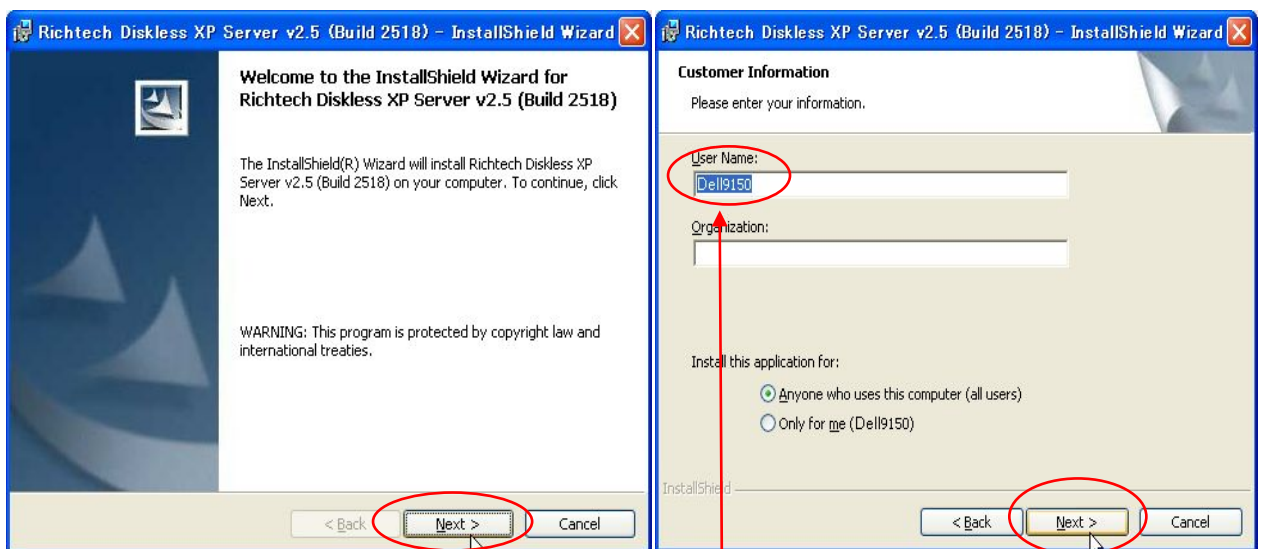 Richtech Diskless XP Server v2.5 (Build 2518) - InstallShield Wizard
Welcome to the InstallShield Wizard for
Richtech Diskless XP Server v2.5 (Build 2518)
The InstallShield(R) Wizard will install Richtech Diskless XP
Server v2.5 (Build 2518) on your computer. To continue, click
Next.
WARNING: This program is protected by copyright law and
international treaties.
< Back
Next >
Cancel
Richtech Diskless XP Server v2.5 (Build 2518) - InstallShield Wizard
Customer Information
Please enter your information.
User Name:
Dell9150
Organization:
Install this application for:
Anyone who uses this computer (all users)
Only for me (Dell9150)
InstallShield
< Back
Next >
Cancel